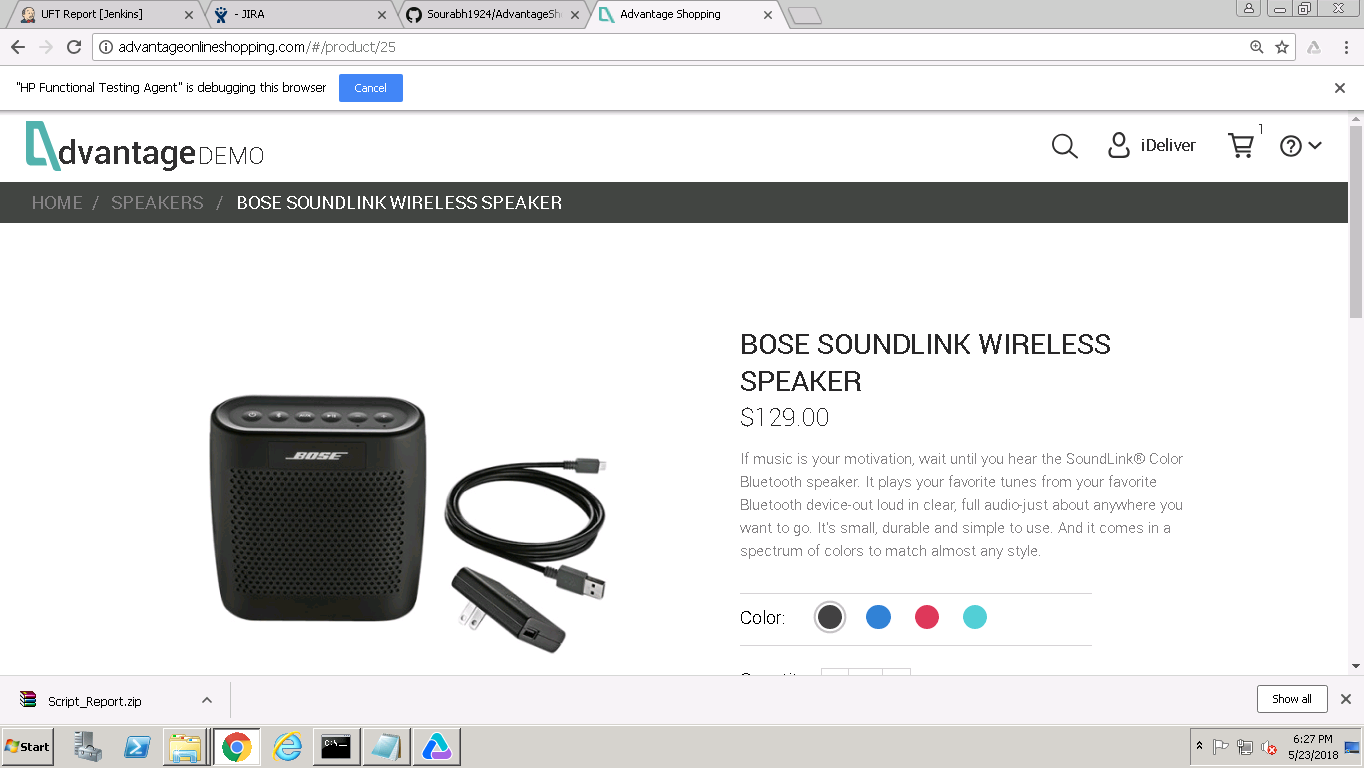 UFT Report [Jenkins]
- JIRA
Sourabh1924/AdvantageSh
Advantage Shopping
advantageonlineshopping.com/#/product/25
"HP Functional Testing Agent" is debugging this browser
Cancel
dvantage DEMO
iDeliver
1
HOME / SPEAKERS / BOSE SOUNDLINK WIRELESS SPEAKER
BOSE SOUNDLINK WIRELESS
SPEAKER
$129.00
If music is your motivation, wait until you hear the SoundLink® Color
Bluetooth speaker. It plays your favorite tunes from your favorite
Bluetooth device-out loud in clear, full audio-just about anywhere you
want to go. It's small, durable and simple to use. And it comes in a
spectrum of colors to match almost any style.
BOSE
Color:
Script_Report.zip
Show all
Start
C:\_
6:27 PM
5/23/2018